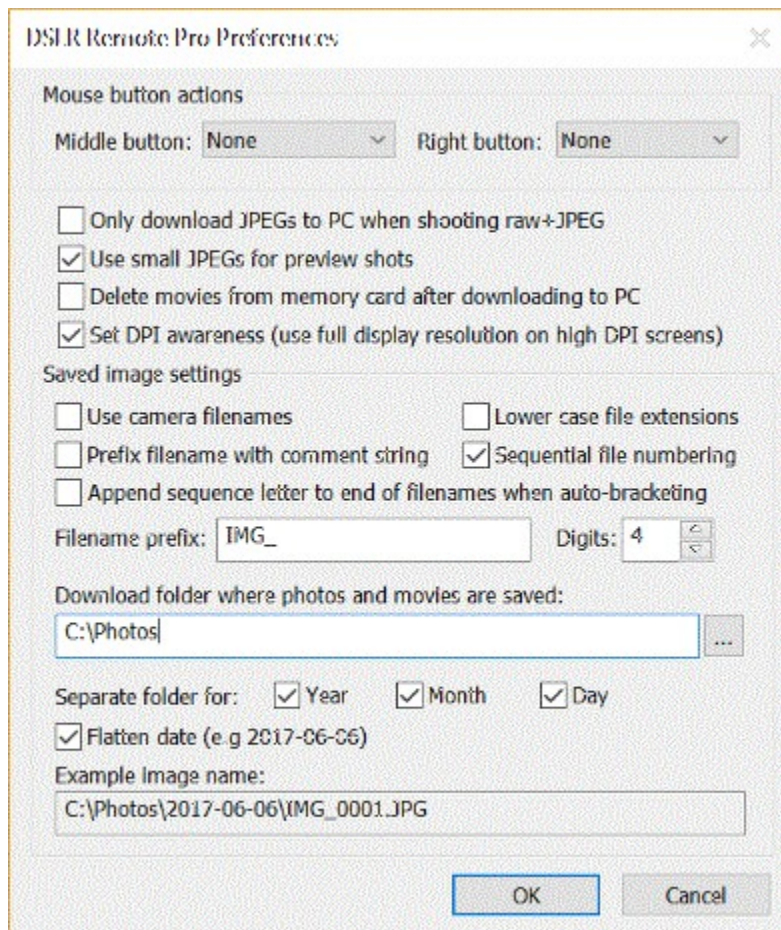 DSLR Remote Pro Preferences
Mouse button actions
Middle button: None Right button: None
Only download JPEGs to PC when shooting raw+JPEG
Use small JPEGs for preview shots
Delete movies from memory card after downloading to PC
Set DPI awareness (use full display resolution on high DPI screens)
Saved image settings
Use camera filenames Lower case file extensions
Prefix filename with comment string Sequential file numbering
Append sequence letter to end of filenames when auto-bracketing
Filename prefix: IMG_ Digits: 4
Download folder where photos and movies are saved:
C:\Photos ...
Separate folder for: Year Month Day
Flatten date (e.g 2017-06-06)
Example image name:
C:\Photos\2017-06-06\IMG_0001.JPG
OK Cancel